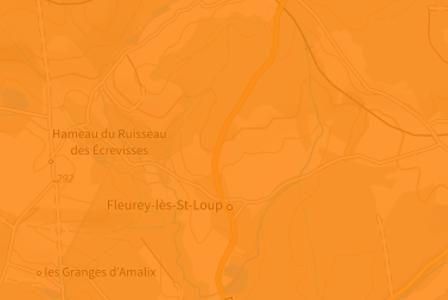 Hameau du Ruisseau
des Écrevisses
292
Fleurey-lès-St-Loup
les Granges d'Amalix